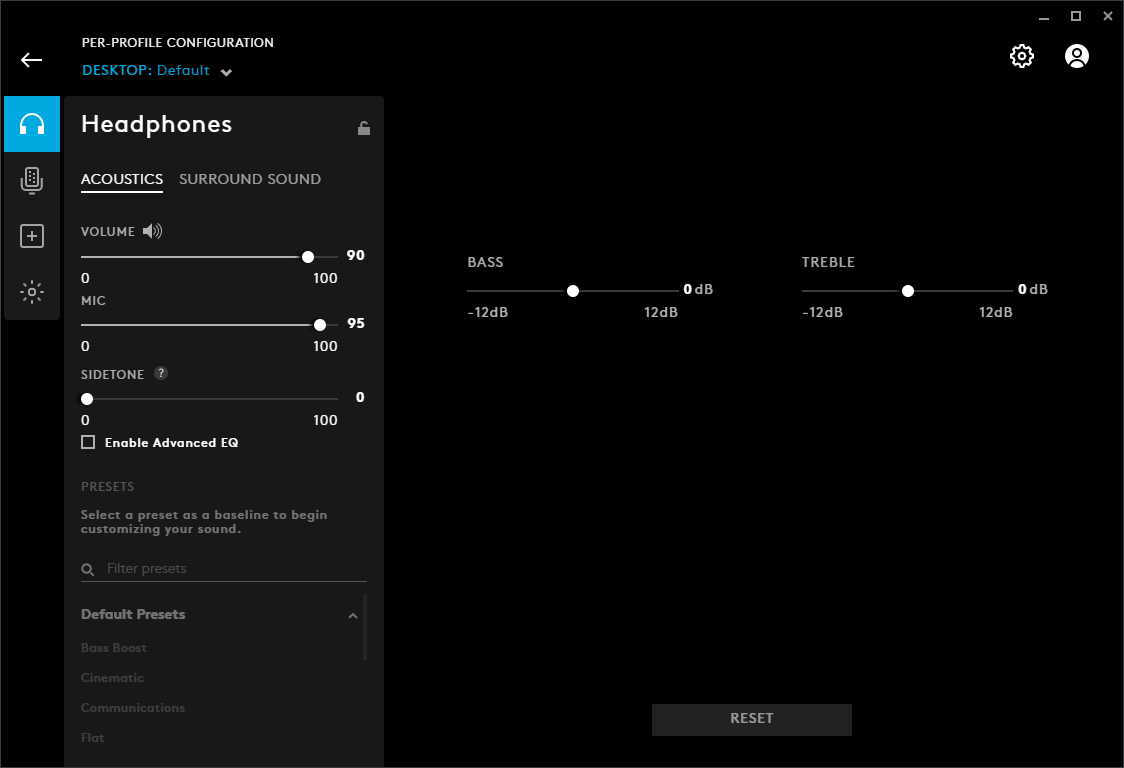 PER-PROFILE CONFIGURATION
DESKTOP: Default
Headphones
ACOUSTICS SURROUND SOUND
VOLUME
90
0 100
MIC
95
0 100
SIDETONE ?
0
0 100
Enable Advanced EQ
PRESETS
Select a preset as a baseline to begin
customizing your sound.
Filter presets
Default Presets
Bass Boost
Cinematic
Communications
Flat
BASS
0 dB
-12dB 12dB
TREBLE
0 dB
-12dB 12dB
RESET